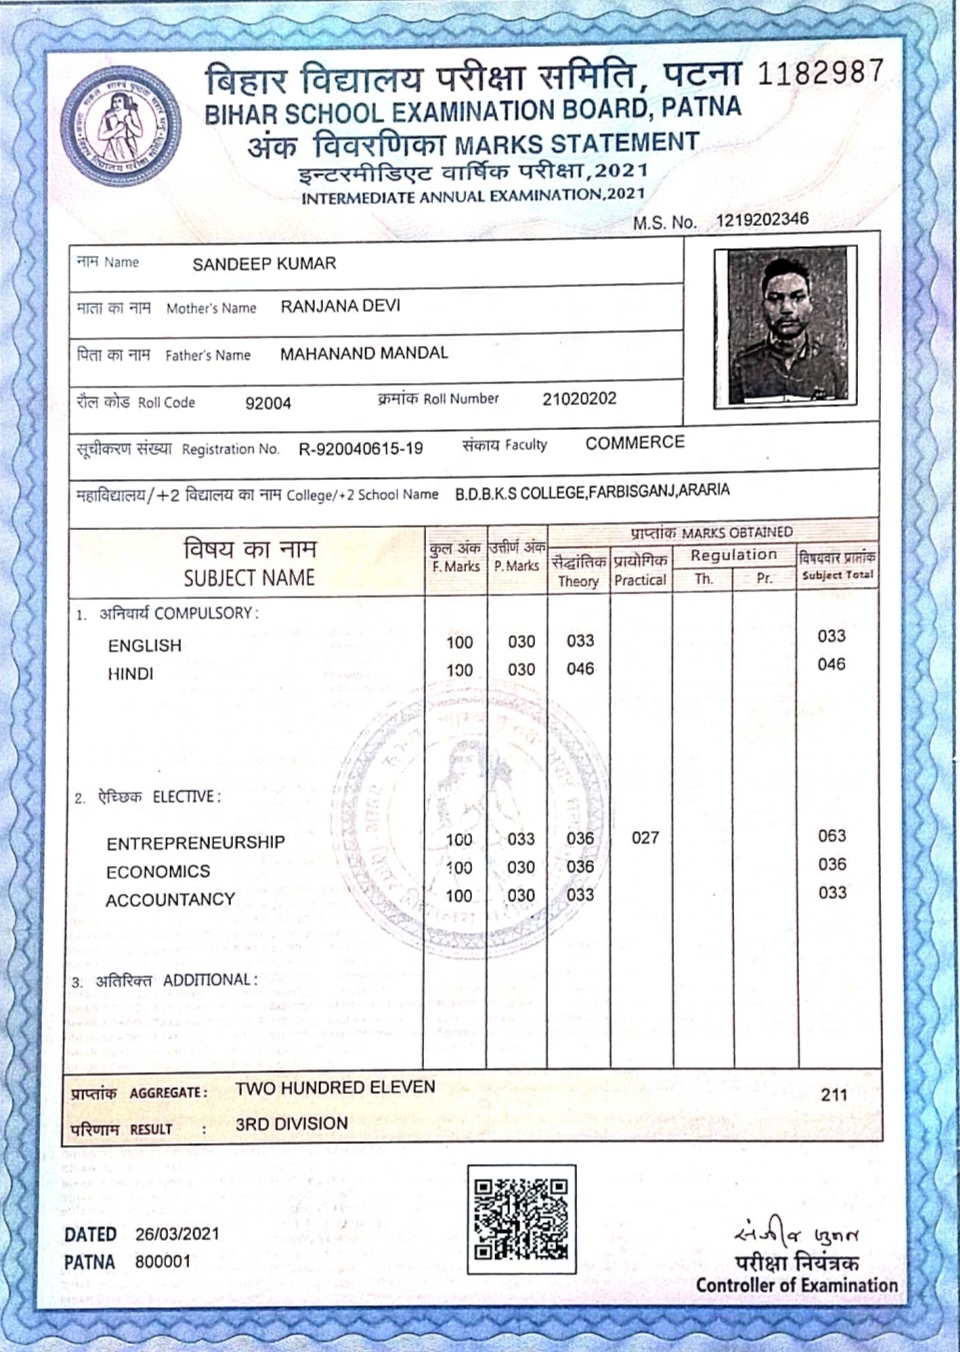 बिहार विद्यालय परीक्षा समिति, पटना 1182987
BIHAR SCHOOL EXAMINATION BOARD, PATNA
अंक विवरणिका MARKS STATEMENT
इन्टरमीडिएट वार्षिक परीक्षा,2021
INTERMEDIATE ANNUAL EXAMINATION,2021
M.S. No. 1219202346
नाम Name SANDEEP KUMAR
माता का नाम Mother's Name RANJANA DEVI
पिता का नाम Father's Name MAHANAND MANDAL
रौल कोड Roll Code 92004 क्रमांक Roll Number 21020202
सूचीकरण संख्या Registration No. R-920040615-19 संकाय Faculty COMMERCE
महाविद्यालय/+2 विद्यालय का नाम College/+2 School Name B.D.B.K.S COLLEGE,FARBISGANJ,ARARIA
विषय का नाम SUBJECT NAME कुल अंक F. Marks उत्तीर्ण अंक P. Marks प्राप्तांक MARKS OBTAINED
सैद्धांतिक Theory प्रायोगिक Practical Regulation Th. Pr. विषयवार प्राप्तांक Subject Total
1. अनिवार्य COMPULSORY :
ENGLISH 100 030 033 033
HINDI 100 030 046 046
2. ऐच्छिक ELECTIVE :
ENTREPRENEURSHIP 100 033 036 027 063
ECONOMICS 100 030 036 036
ACCOUNTANCY 100 030 033 033
3. अतिरिक्त ADDITIONAL :
प्राप्तांक AGGREGATE : TWO HUNDRED ELEVEN 211
परिणाम RESULT : 3RD DIVISION
DATED 26/03/2021
PATNA 800001
परीक्षा नियंत्रक
Controller of Examination